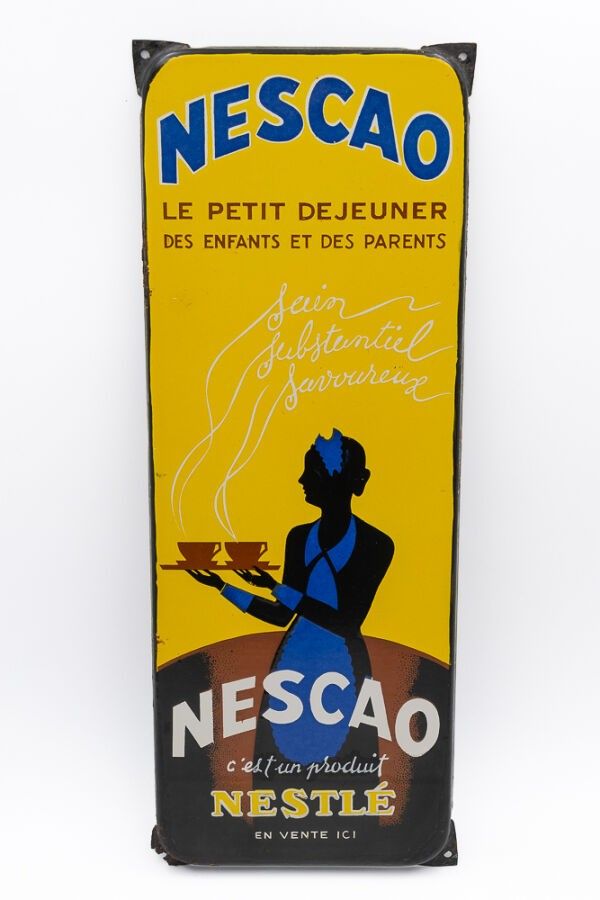 NESCAO
LE PETIT DEJEUNER
DES ENFANTS ET DES PARENTS
sain
substantiel
savoureux
NESCAO
c'est un produit
NESTLÉ
EN VENTE ICI